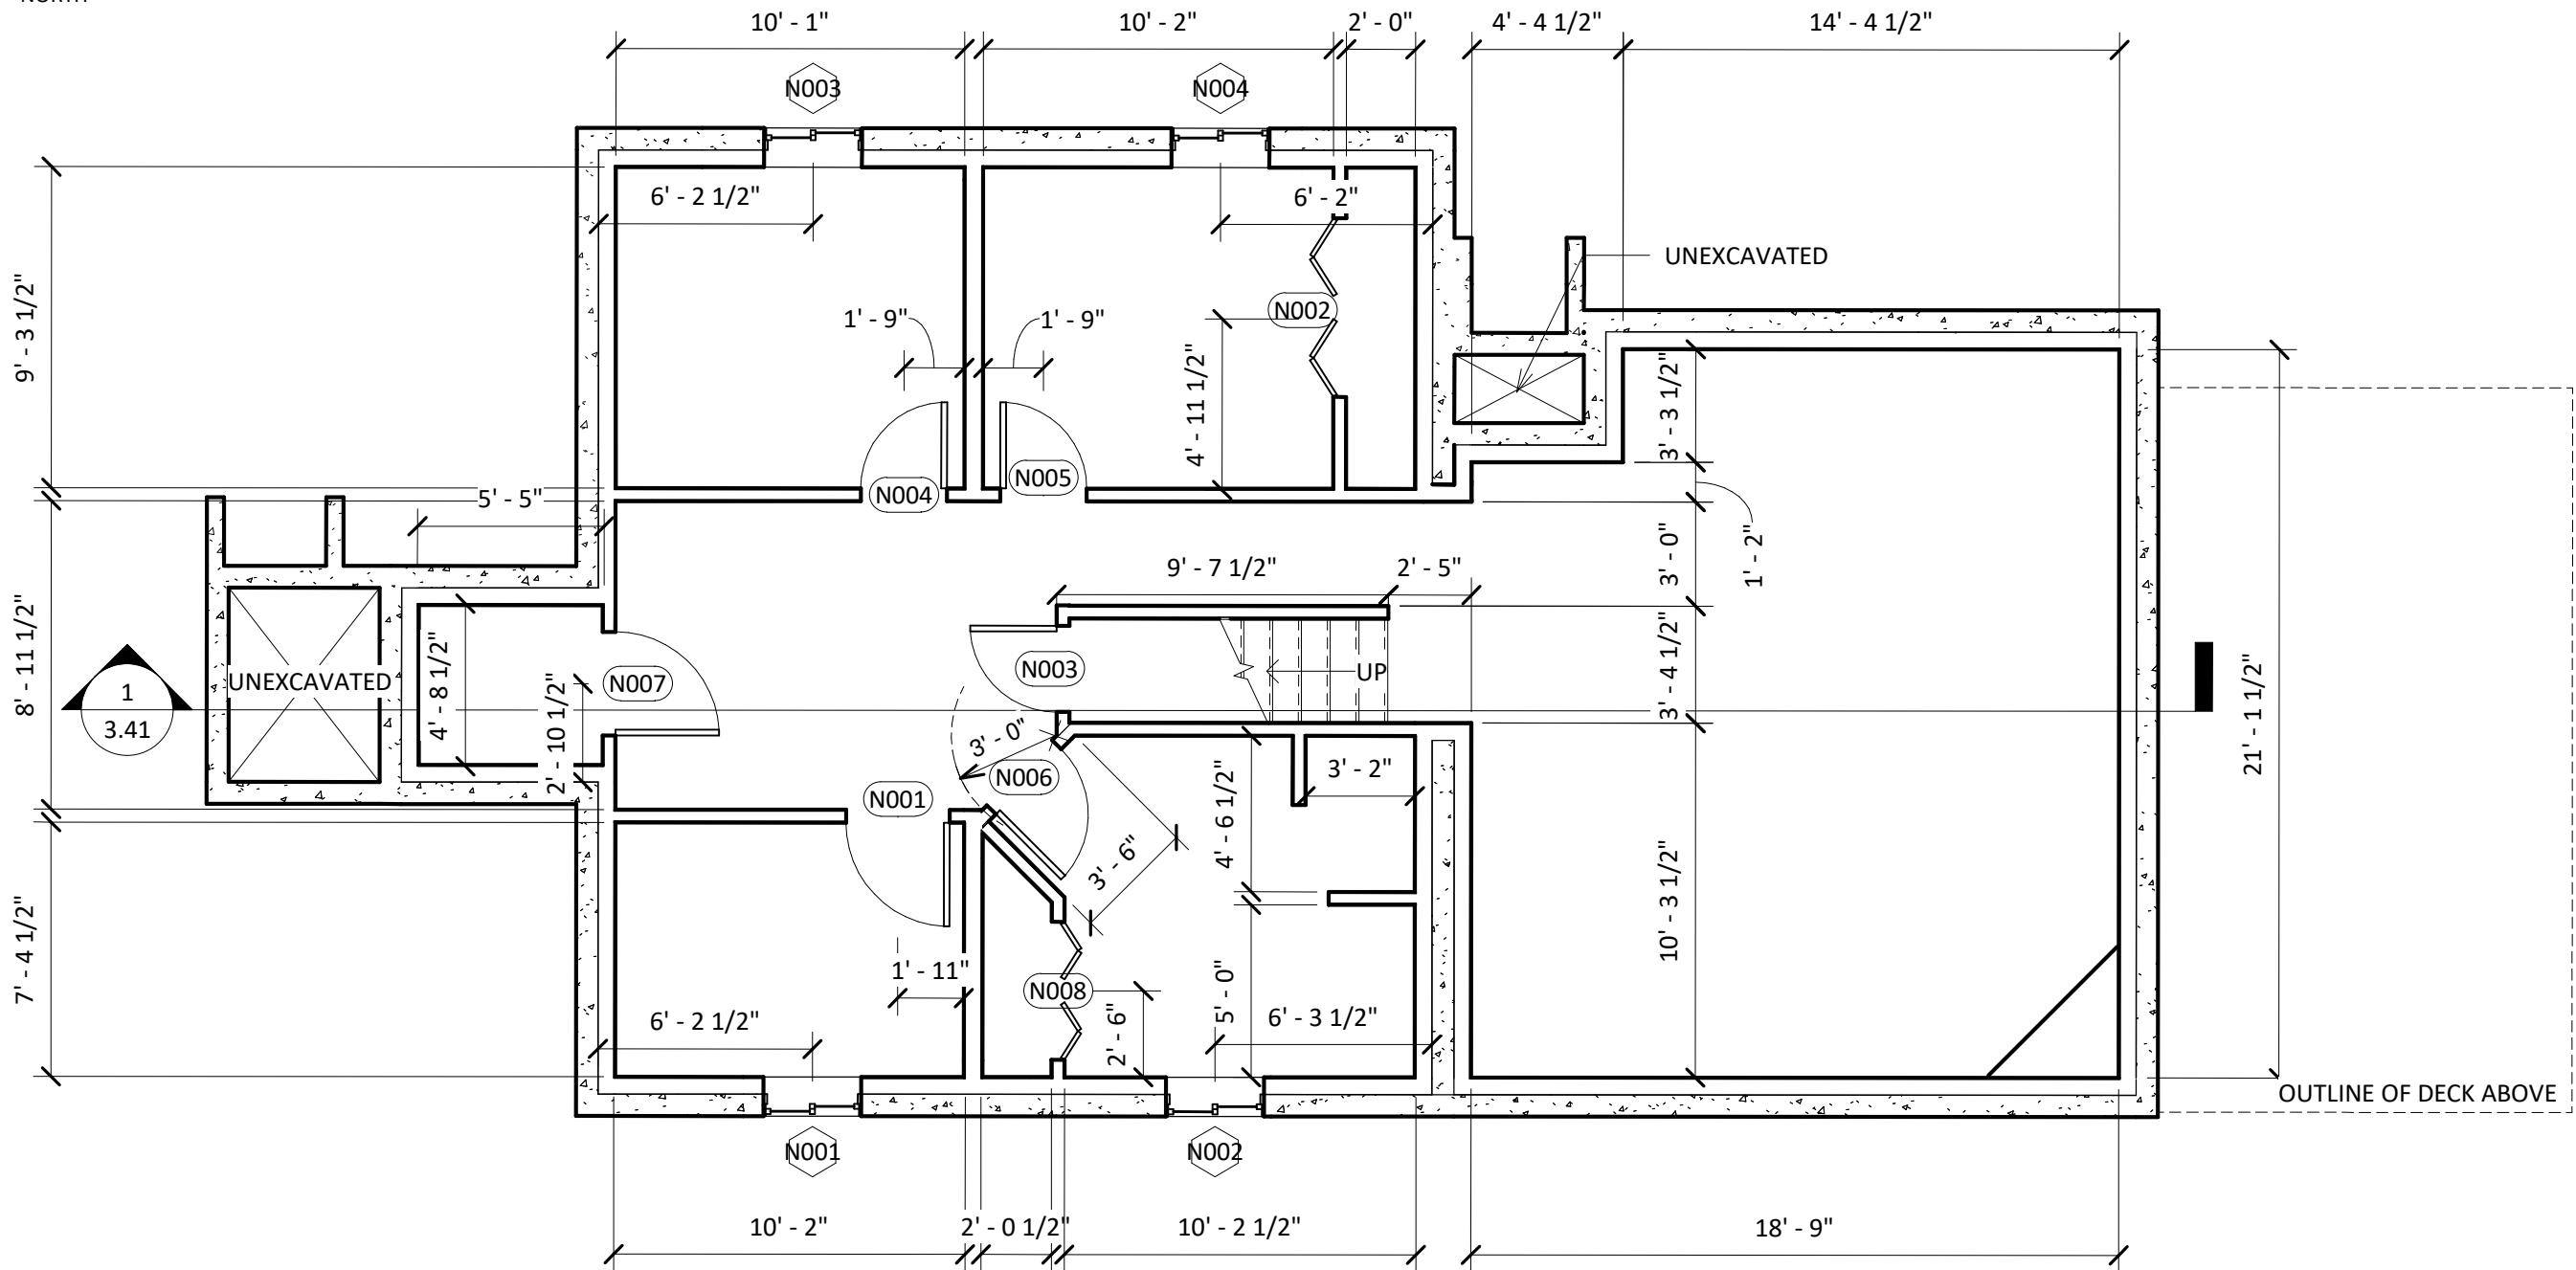 NORTH
10' - 1"
10' - 2"
2' - 0"
4' - 4 1/2"
14' - 4 1/2"
N003
N004
6' - 2 1/2"
6' - 2"
UNEXCAVATED
9' - 3 1/2"
1' - 9"
1' - 9"
N002
4' - 11 1/2"
3' - 3 1/2"
5' - 5"
N004
N005
1' - 2"
3' - 0"
9' - 7 1/2"
2' - 5"
8' - 11 1/2"
UNEXCAVATED
4' - 8 1/2"
N007
N003
UP
3' - 4 1/2"
21' - 1 1/2"
1
3.41
2' - 10 1/2"
3' - 0"
N006
3' - 2"
N001
4' - 6 1/2"
3' - 6"
10' - 3 1/2"
7' - 4 1/2"
1' - 11"
N008
5' - 0"
6' - 2 1/2"
2' - 6"
6' - 3 1/2"
OUTLINE OF DECK ABOVE
N001
N002
10' - 2"
2' - 0 1/2"
10' - 2 1/2"
18' - 9"